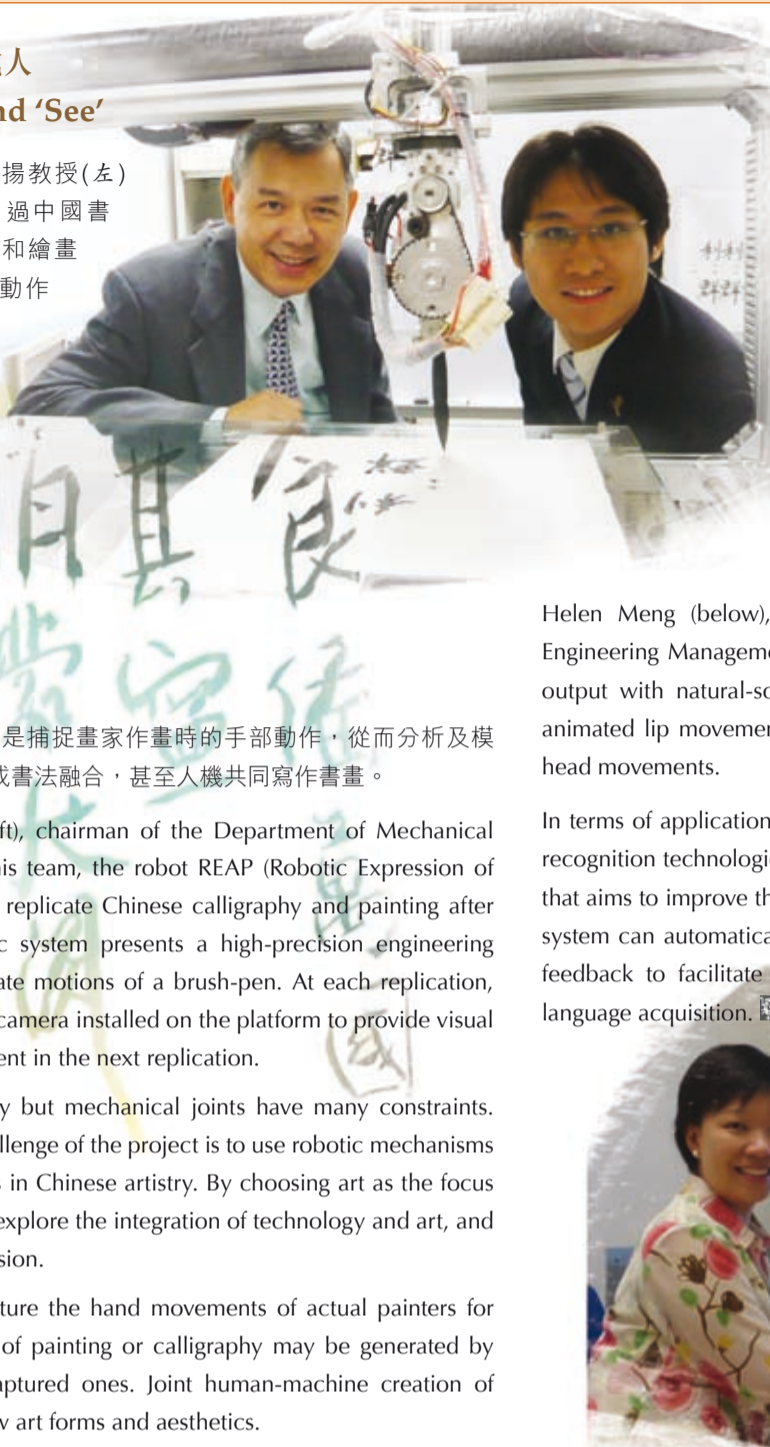 人
nd ‘See’
揚教授(左)
過中國書
和繪畫
動作
是捕捉畫家作畫時的手部動作，從而分析及模
或書法融合，甚至人機共同寫作書畫。
ft), chairman of the Department of Mechanical
his team, the robot REAP (Robotic Expression of
replicate Chinese calligraphy and painting after
c system presents a high-precision engineering
ate motions of a brush-pen. At each replication,
camera installed on the platform to provide visual
ent in the next replication.
y but mechanical joints have many constraints.
llenge of the project is to use robotic mechanisms
s in Chinese artistry. By choosing art as the focus
explore the integration of technology and art, and
sion.
ture the hand movements of actual painters for
of painting or calligraphy may be generated by
aptured ones. Joint human-machine creation of
w art forms and aesthetics.
Helen Meng (below),
Engineering Manageme
output with natural-so
animated lip movemen
head movements.
In terms of application
recognition technologie
that aims to improve th
system can automatica
feedback to facilitate
language acquisition.